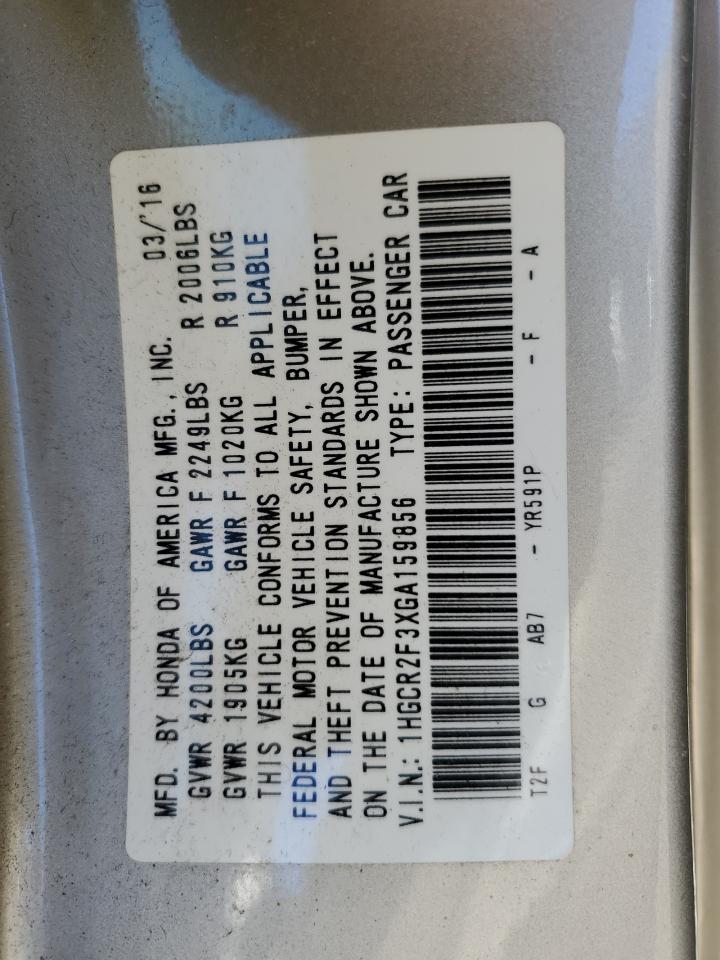 MFD. BY HONDA OF AMERICA MFG., INC. 03/'16
GVWR 4200LBS GAWR F 2249LBS R 2006LBS
GVWR 1905KG GAWR F 1020KG R 910KG
THIS VEHICLE CONFORMS TO ALL APPLICABLE
FEDERAL MOTOR VEHICLE SAFETY, BUMPER,
AND THEFT PREVENTION STANDARDS IN EFFECT
ON THE DATE OF MANUFACTURE SHOWN ABOVE.
V.I.N.: 1HGCR2F3XGA159856 TYPE: PASSENGER CAR
T2F G AB7 - YR591P - F - A